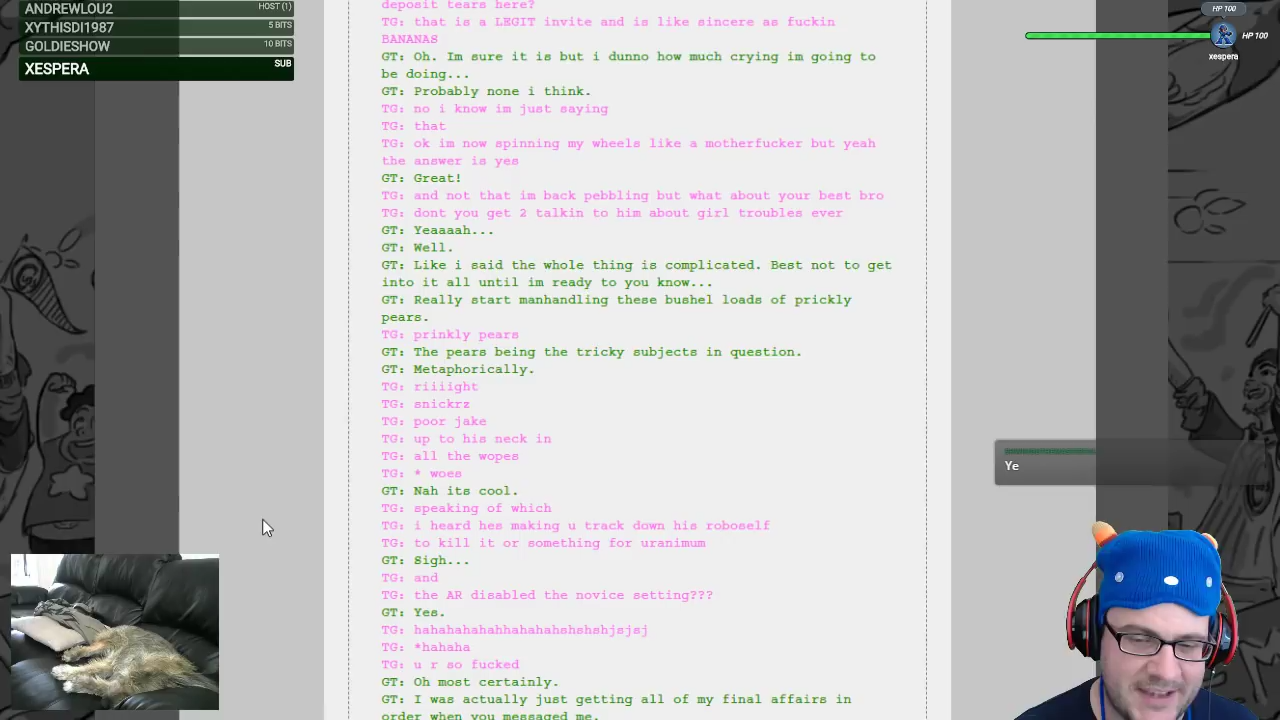 ANDREWLOU2 HOST (1)
XYTHISDI1987 5 BITS
GOLDIESHOW 10 BITS
XESPERA SUB
HP 100
HP 100
xespera
deposit tears here?
TG: that is a LEGIT invite and is like sincere as fuckin
BANANAS
GT: Oh. Im sure it is but i dunno how much crying im going to
be doing...
GT: Probably none i think.
TG: no i know im just saying
TG: that
TG: ok im now spinning my wheels like a motherfucker but yeah
the answer is yes
GT: Great!
TG: and not that im back pebbling but what about your best bro
TG: dont you get 2 talkin to him about girl troubles ever
GT: Yeaaaah...
GT: Well.
GT: Like i said the whole thing is complicated. Best not to get
into it all until im ready to you know...
GT: Really start manhandling these bushel loads of prickly
pears.
TG: prinkly pears
GT: The pears being the tricky subjects in question.
GT: Metaphorically.
TG: riiiight
TG: snickrz
TG: poor jake
TG: up to his neck in
TG: all the wopes
TG: * woes
GT: Nah its cool.
TG: speaking of which
TG: i heard hes making u track down his roboself
TG: to kill it or something for uranimum
GT: Sigh...
TG: and
TG: the AR disabled the novice setting???
GT: Yes.
TG: hahahahahahhahahahshshshjsjsj
TG: *hahaha
TG: u r so fucked
GT: Oh most certainly.
GT: I was actually just getting all of my final affairs in
order when you messaged me.
Ye